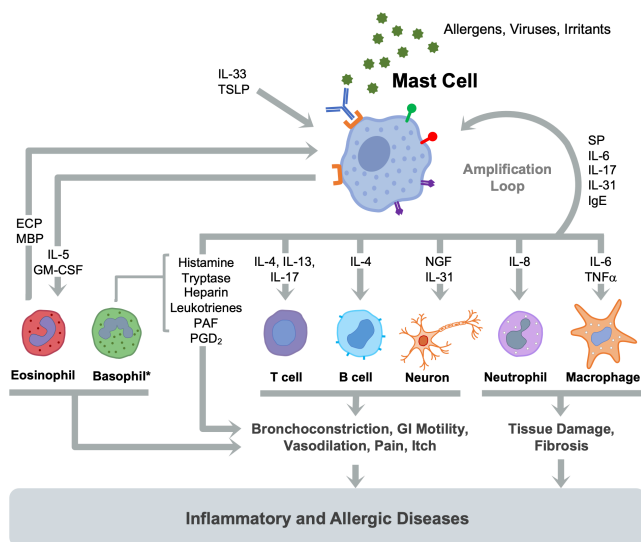 Allergens, Viruses, Irritants
Mast Cell
IL-33
TSLP
Amplification
Loop
SP
IL-6
IL-17
IL-31
IgE
ECP
MBP
IL-5
GM-CSF
Histamine
Tryptase
Heparin
Leukotrienes
PAF
PGD₂
IL-4, IL-13,
IL-17
IL-4
NGF
IL-31
IL-8
IL-6
TNFα
Eosinophil
Basophil*
T cell
B cell
Neuron
Neutrophil
Macrophage
Bronchoconstriction, GI Motility,
Vasodilation, Pain, Itch
Tissue Damage,
Fibrosis
Inflammatory and Allergic Diseases